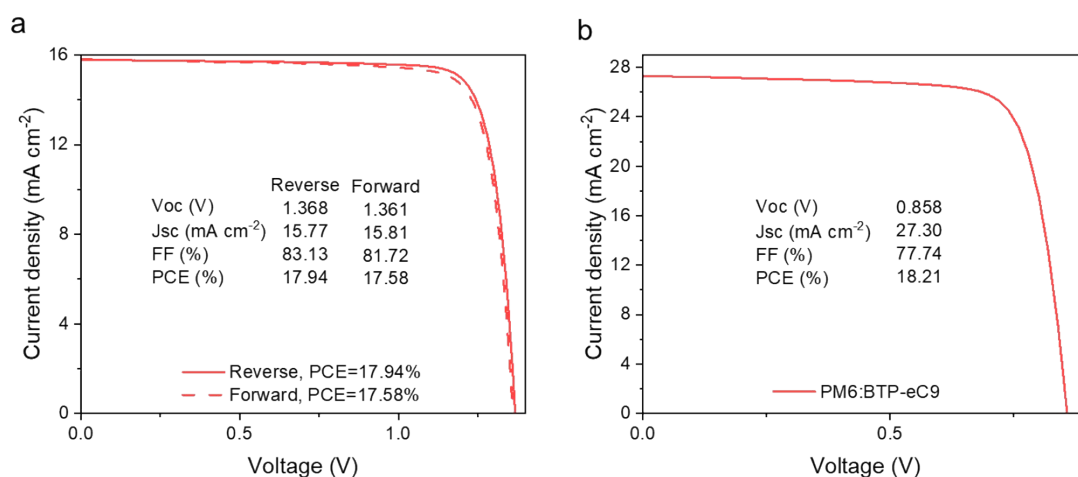 a
Current density (mA cm-2)
16
12
8
4
0
Reverse Forward
Voc (V) 1.368 1.361
Jsc (mA cm-2) 15.77 15.81
FF (%) 83.13 81.72
PCE (%) 17.94 17.58
Reverse, PCE=17.94%
Forward, PCE=17.58%
0.0 0.5 1.0
Voltage (V)
b
Current density (mA cm-2)
28
24
20
16
12
8
4
0
Voc (V) 0.858
Jsc (mA cm-2) 27.30
FF (%) 77.74
PCE (%) 18.21
PM6:BTP-eC9
0.0 0.5
Voltage (V)